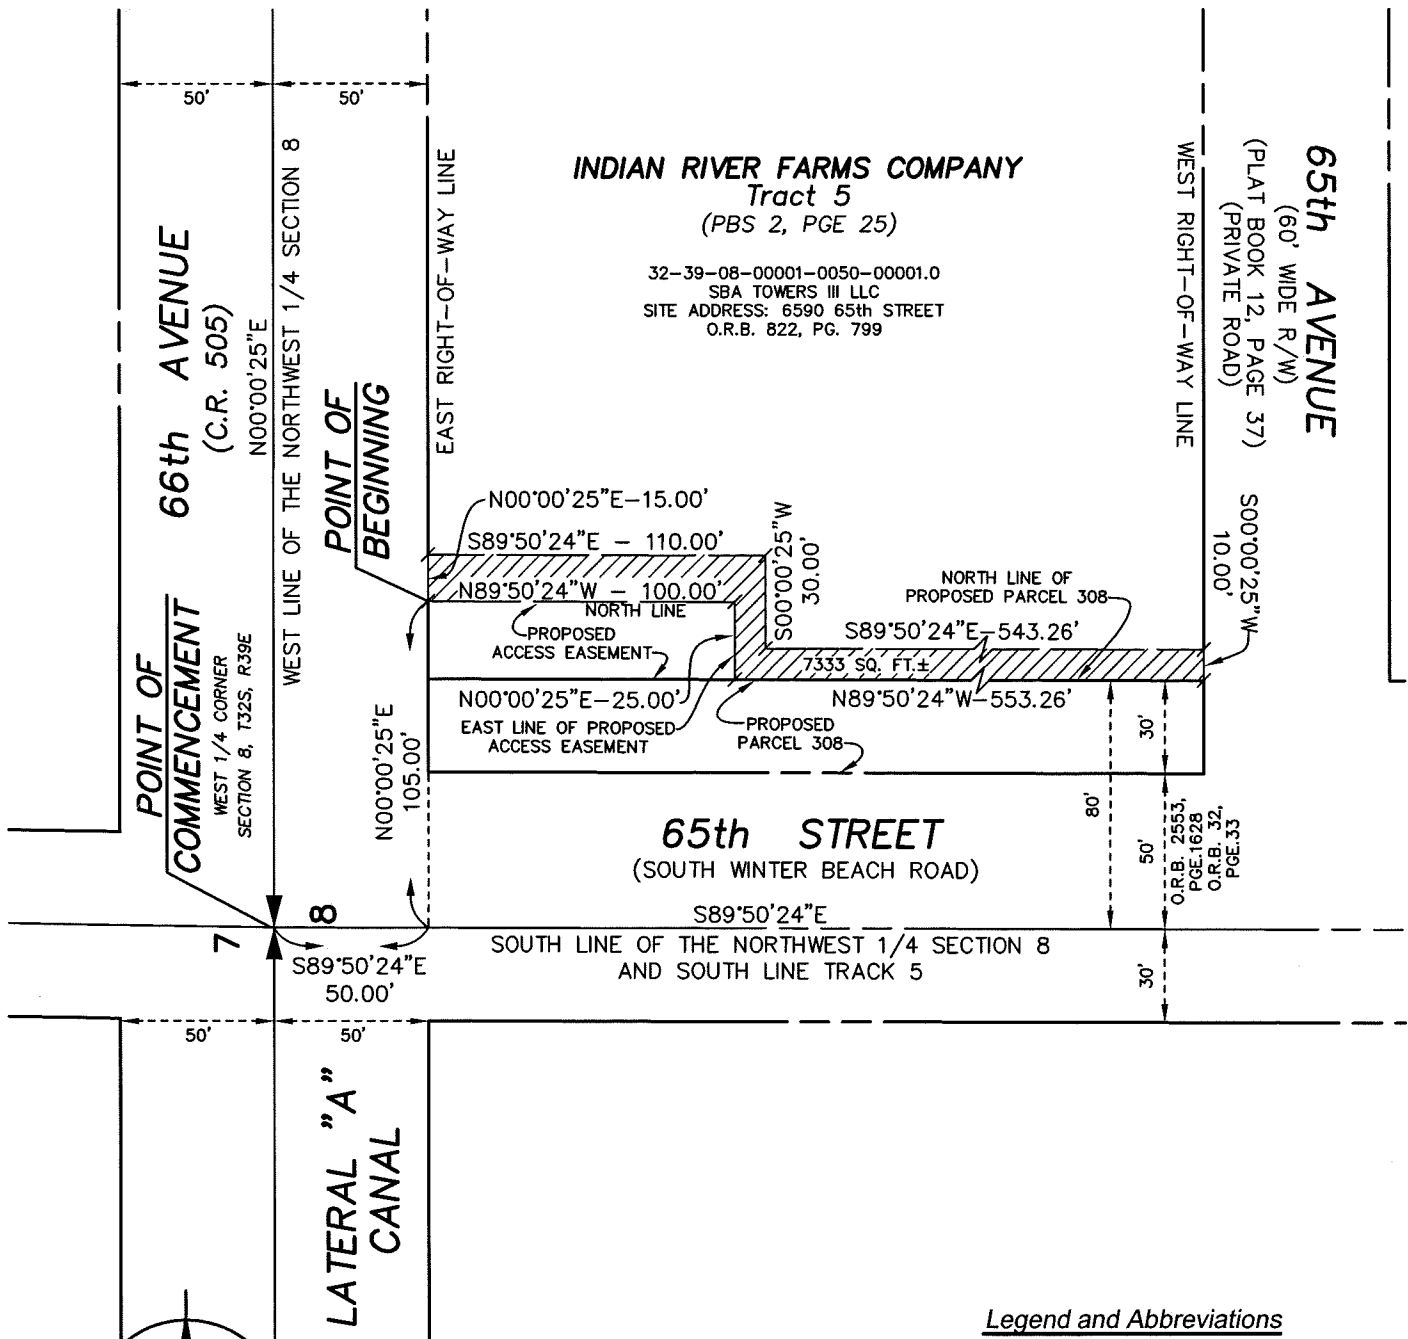 50'
50'
66th AVENUE
(C.R. 505)
N00°00'25"E
WEST LINE OF THE NORTHWEST 1/4 SECTION 8
EAST RIGHT-OF-WAY LINE
INDIAN RIVER FARMS COMPANY
Tract 5
(PBS 2, PGE 25)
32-39-08-00001-0050-00001.0
SBA TOWERS III LLC
SITE ADDRESS: 6590 65th STREET
O.R.B. 822, PG. 799
WEST RIGHT-OF-WAY LINE
65th AVENUE
(60' WIDE R/W)
(PLAT BOOK 12, PAGE 37)
(PRIVATE ROAD)
POINT OF
BEGINNING
N00°00'25"E-15.00'
S89°50'24"E - 110.00'
N89°50'24"W - 100.00'
NORTH LINE
PROPOSED
ACCESS EASEMENT
S00°00'25"W
30.00'
NORTH LINE OF
PROPOSED PARCEL 308
S00°00'25"W
10.00'
S89°50'24"E-543.26'
7333 SQ. FT.±
N00°00'25"E-25.00'
N89°50'24"W-553.26'
EAST LINE OF PROPOSED
ACCESS EASEMENT
PROPOSED
PARCEL 308
POINT OF
COMMENCEMENT
WEST 1/4 CORNER
SECTION 8, T32S, R39E
N00°00'25"E
105.00'
30'
80'
50'
O.R.B. 2553,
PGE.1628
O.R.B. 32,
PGE.33
65th STREET
(SOUTH WINTER BEACH ROAD)
S89°50'24"E
8
7
SOUTH LINE OF THE NORTHWEST 1/4 SECTION 8
AND SOUTH LINE TRACK 5
S89°50'24"E
50.00'
30'
50'
50'
LATERAL "A"
CANAL
Legend and Abbreviations